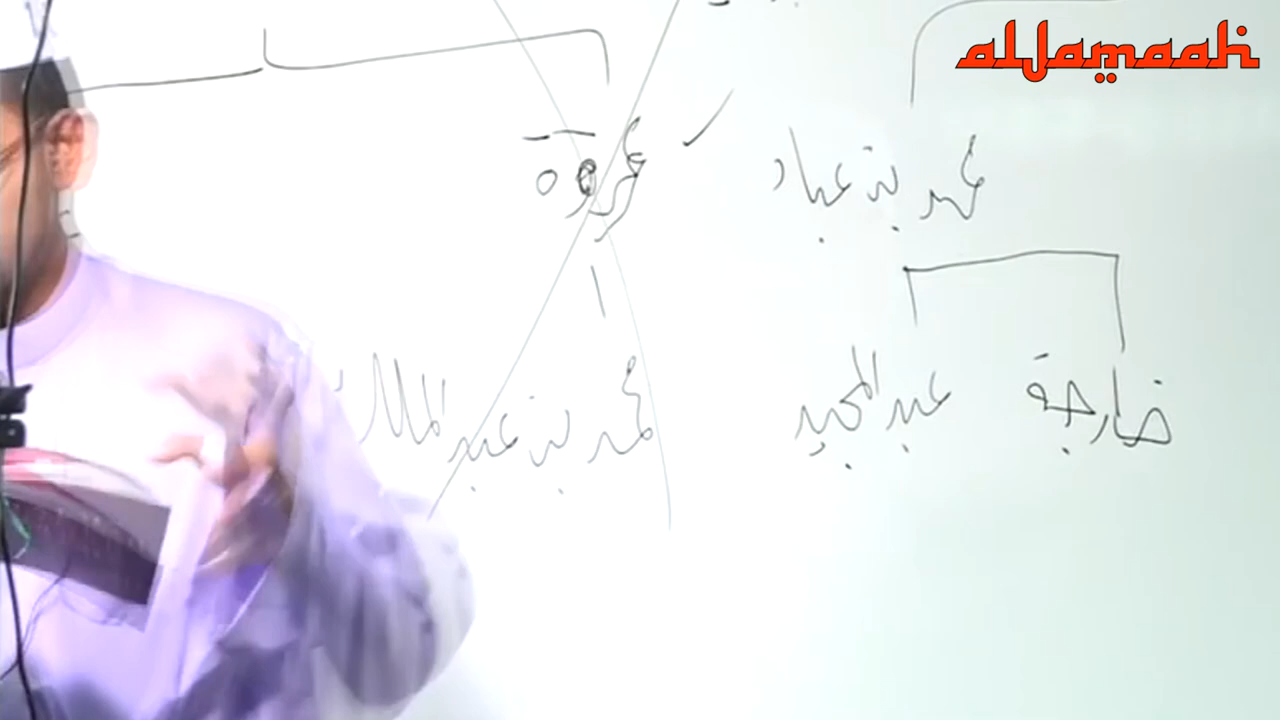 alJamaah
محمد بن عباد
عروة
خارجة عبد المجيد
محمد بن عبد الملك